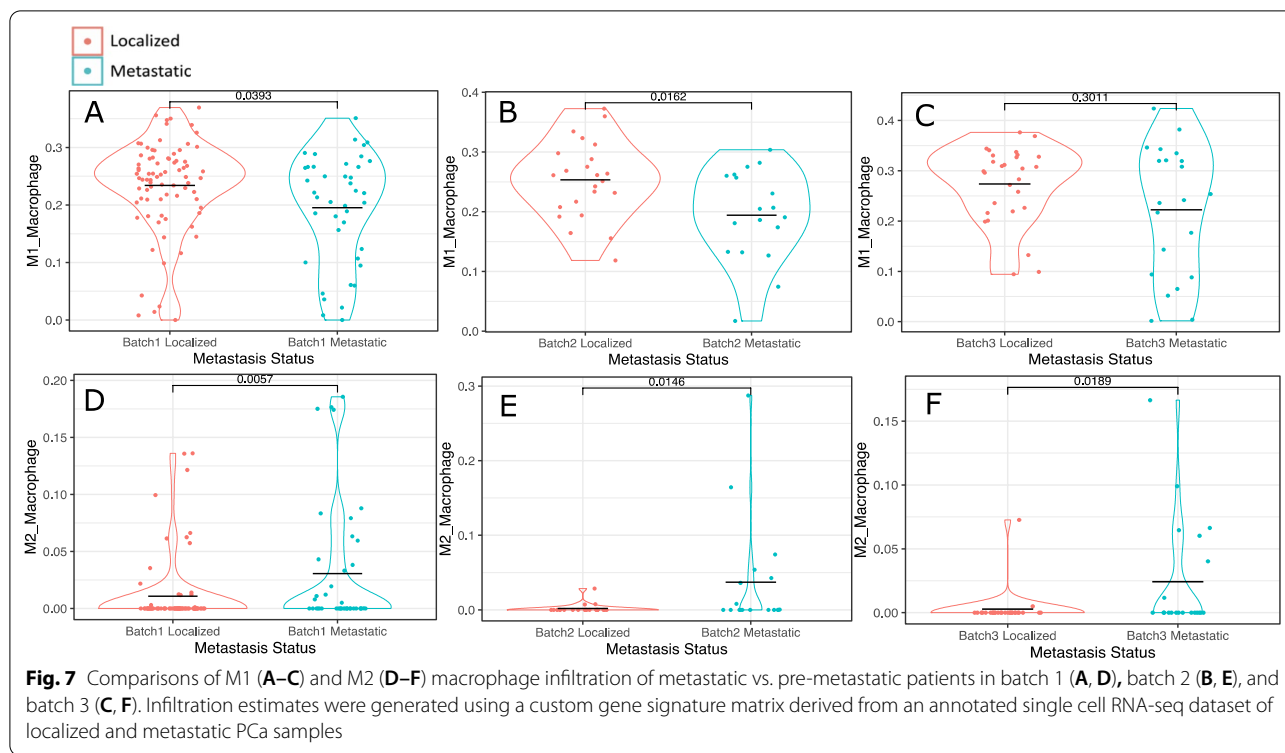 Localized
Metastatic
A
0.0393
M1_Macrophage
0.3
0.2
0.1
0.0
Batch1 Localized
Batch1 Metastatic
Metastasis Status
B
0.0162
M1_Macrophage
0.4
0.3
0.2
0.1
0.0
Batch2 Localized
Batch2 Metastatic
Metastasis Status
C
0.3011
M1_Macrophage
0.4
0.3
0.2
0.1
0.0
Batch3 Localized
Batch3 Metastatic
Metastasis Status
D
0.0057
M2_Macrophage
0.20
0.15
0.10
0.05
0.00
Batch1 Localized
Batch1 Metastatic
Metastasis Status
E
0.0146
M2_Macrophage
0.3
0.2
0.1
0.0
Batch2 Localized
Batch2 Metastatic
Metastasis Status
F
0.0189
M2_Macrophage
0.15
0.10
0.05
0.00
Batch3 Localized
Batch3 Metastatic
Metastasis Status
Fig. 7 Comparisons of M1 (A–C) and M2 (D–F) macrophage infiltration of metastatic vs. pre-metastatic patients in batch 1 (A, D), batch 2 (B, E), and
batch 3 (C, F). Infiltration estimates were generated using a custom gene signature matrix derived from an annotated single cell RNA-seq dataset of
localized and metastatic PCa samples